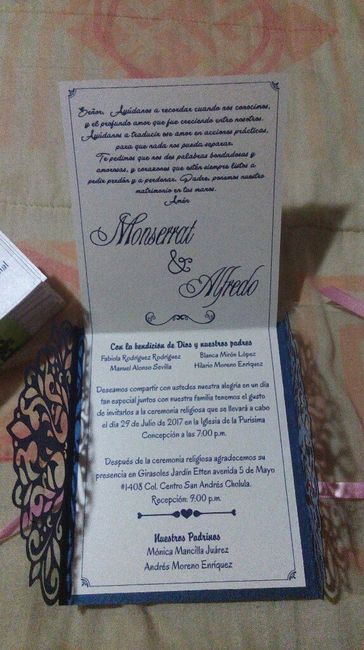 Señor, Ayúdanos a recordar cuando nos conocimos,
y el profundo amor que fue creciendo entre nosotros.
Ayúdanos a traducir ese amor en acciones prácticas,
para que nada nos pueda separar.
Te pedimos que nos des palabras bondadosas y
amorosas, y corazones que estén siempre listos a
pedir perdón y a perdonar. Padre, ponemos nuestro
matrimonio en tus manos.
Amén
Monserrat
&
Alfredo
Con la bendición de Dios y nuestros padres
Fabiola Rodríguez Rodríguez Blanca Mirón López
Manuel Alonso Sevilla Hilario Moreno Enriquez
Deseamos compartir con ustedes nuestra alegria en un día
tan especial juntos con nuestra familia tenemos el gusto
de invitarlos a la ceremonia religiosa que se llevará a cabo
el día 29 de Julio de 2017 en la Iglesia de la Purísima
Concepción a las 7:00 p.m.
Después de la ceremonia religiosa agradecemos su
presencia en Girasoles Jardín Etten avenida 5 de Mayo
#1408 Col. Centro San Andrés Cholula.
Recepción: 9:00 p.m.
Nuestros Padrinos
Mónica Mancilla Juárez
Andrés Moreno Enriquez